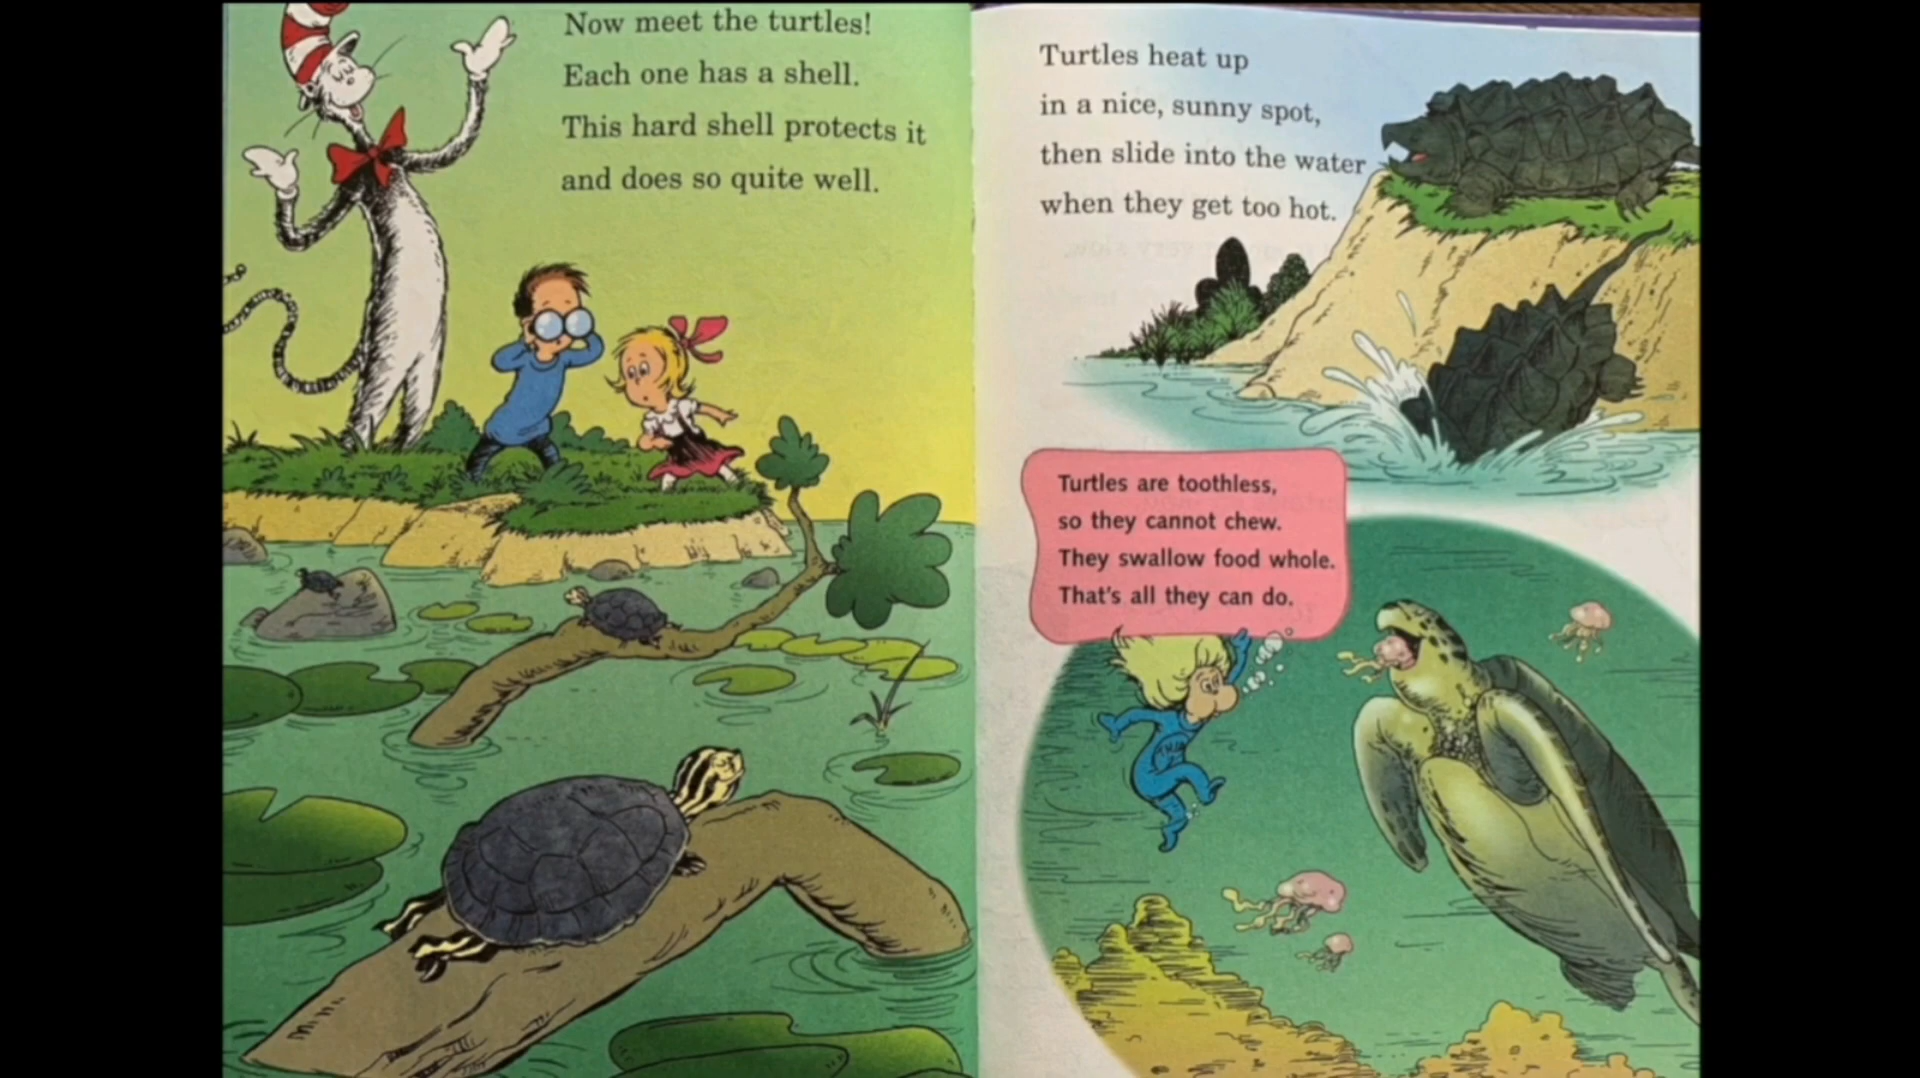 Now meet the turtles!
Each one has a shell.
This hard shell protects it
and does so quite well.
Turtles heat up
in a nice, sunny spot,
then slide into the water
when they get too hot.
Turtles are toothless,
so they cannot chew.
They swallow food whole.
That's all they can do.